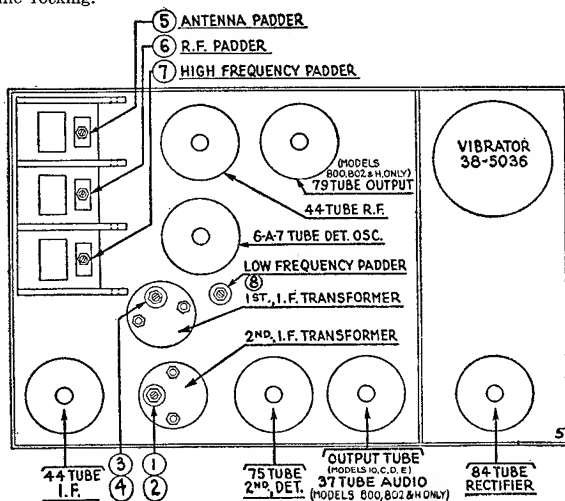 ⑤ ANTENNA PADDER
⑥ R.F. PADDER
⑦ HIGH FREQUENCY PADDER
VIBRATOR
38-5036
(MODELS
800,802 & H, ONLY)
79 TUBE OUTPUT
44 TUBE R.F.
6-A-7 TUBE DET. OSC.
LOW FREQUENCY PADDER
⑧
1ST., I.F. TRANSFORMER
2ND., I.F. TRANSFORMER
44 TUBE
I.F.
③ ①
④ ②
75 TUBE
2ND, DET.
OUTPUT TUBE
(MODELS 10, C, D, E)
37 TUBE AUDIO
(MODELS 800,802 & H ONLY)
84 TUBE
RECTIFIER
5